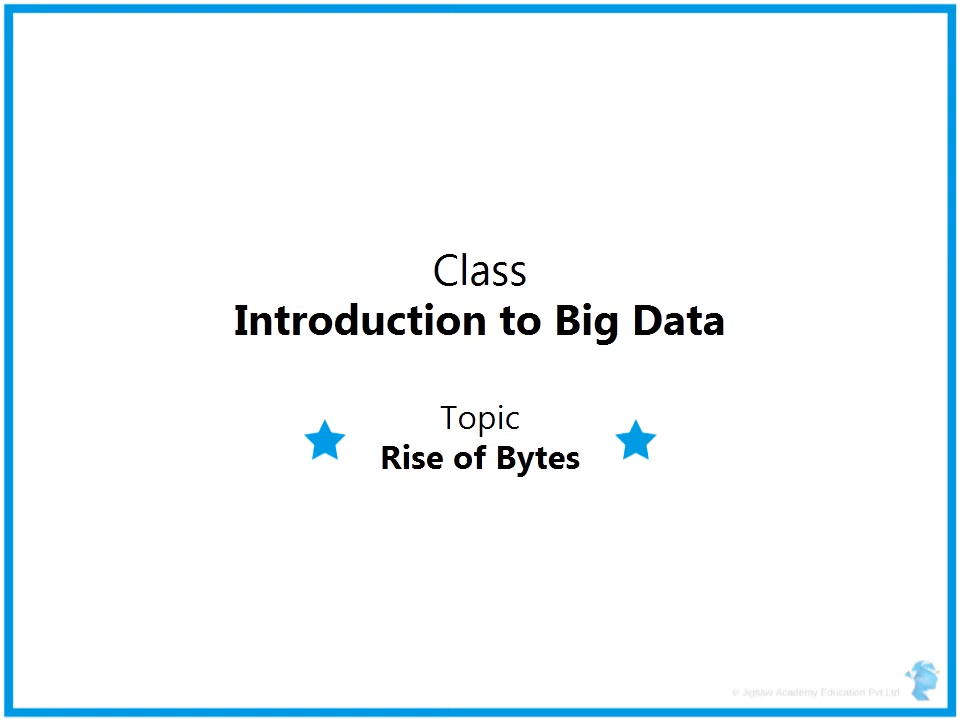 Class
Introduction to Big Data
Topic
Rise of Bytes
© Jigsaw Academy Education Pvt Ltd